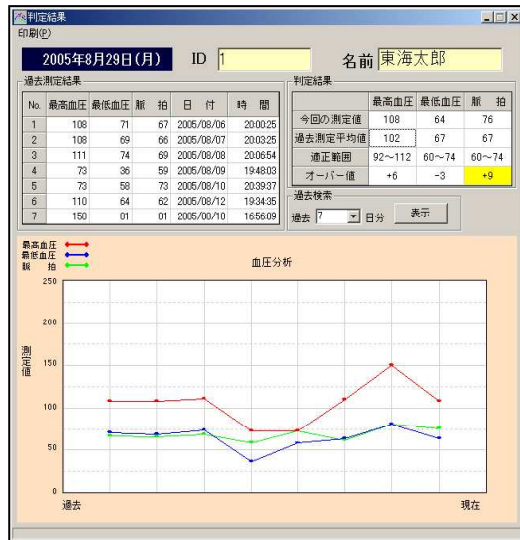 判定結果
印刷(P)
2005年8月29日(月) ID 1 名前 東海太郎
過去測定結果
No. 最高血圧 最低血圧 脈 拍 日 付 時 間
1 108 71 67 2005/08/06 20:00:25
2 108 69 66 2005/08/07 20:03:25
3 111 74 69 2005/08/08 20:06:54
4 73 36 59 2005/08/09 19:48:03
5 73 58 73 2005/08/10 20:39:37
6 110 64 62 2005/08/12 19:34:35
7 150 01 01 2005/00/10 16:56:09
判定結果
最高血圧 最低血圧 脈 拍
今回の測定値 108 64 76
過去測定平均値 102 67 67
適正範囲 92～112 60～74 60～74
オーバー値 +6 -3 +9
過去検索
過去 7 日分 表示
最高血圧
最低血圧
脈 拍
血圧分析
250
200
測定値
150
100
50
0
過去 現在